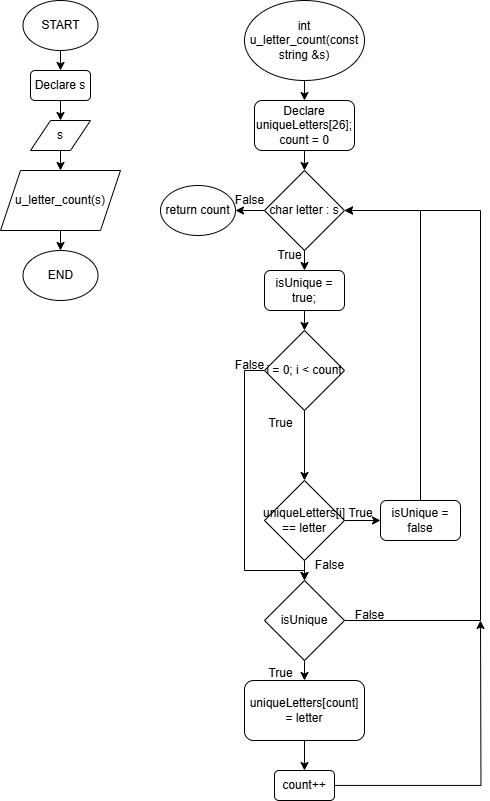 START
Declare s
s
u_letter_count(s)
END
int
u_letter_count(const
string &s)
Declare
uniqueLetters[26];
count = 0
False
return count
char letter : s
True
isUnique =
true;
False
i = 0; i < count
True
uniqueLetters[i]
== letter
True
isUnique =
false
False
isUnique
False
True
uniqueLetters[count]
= letter
count++